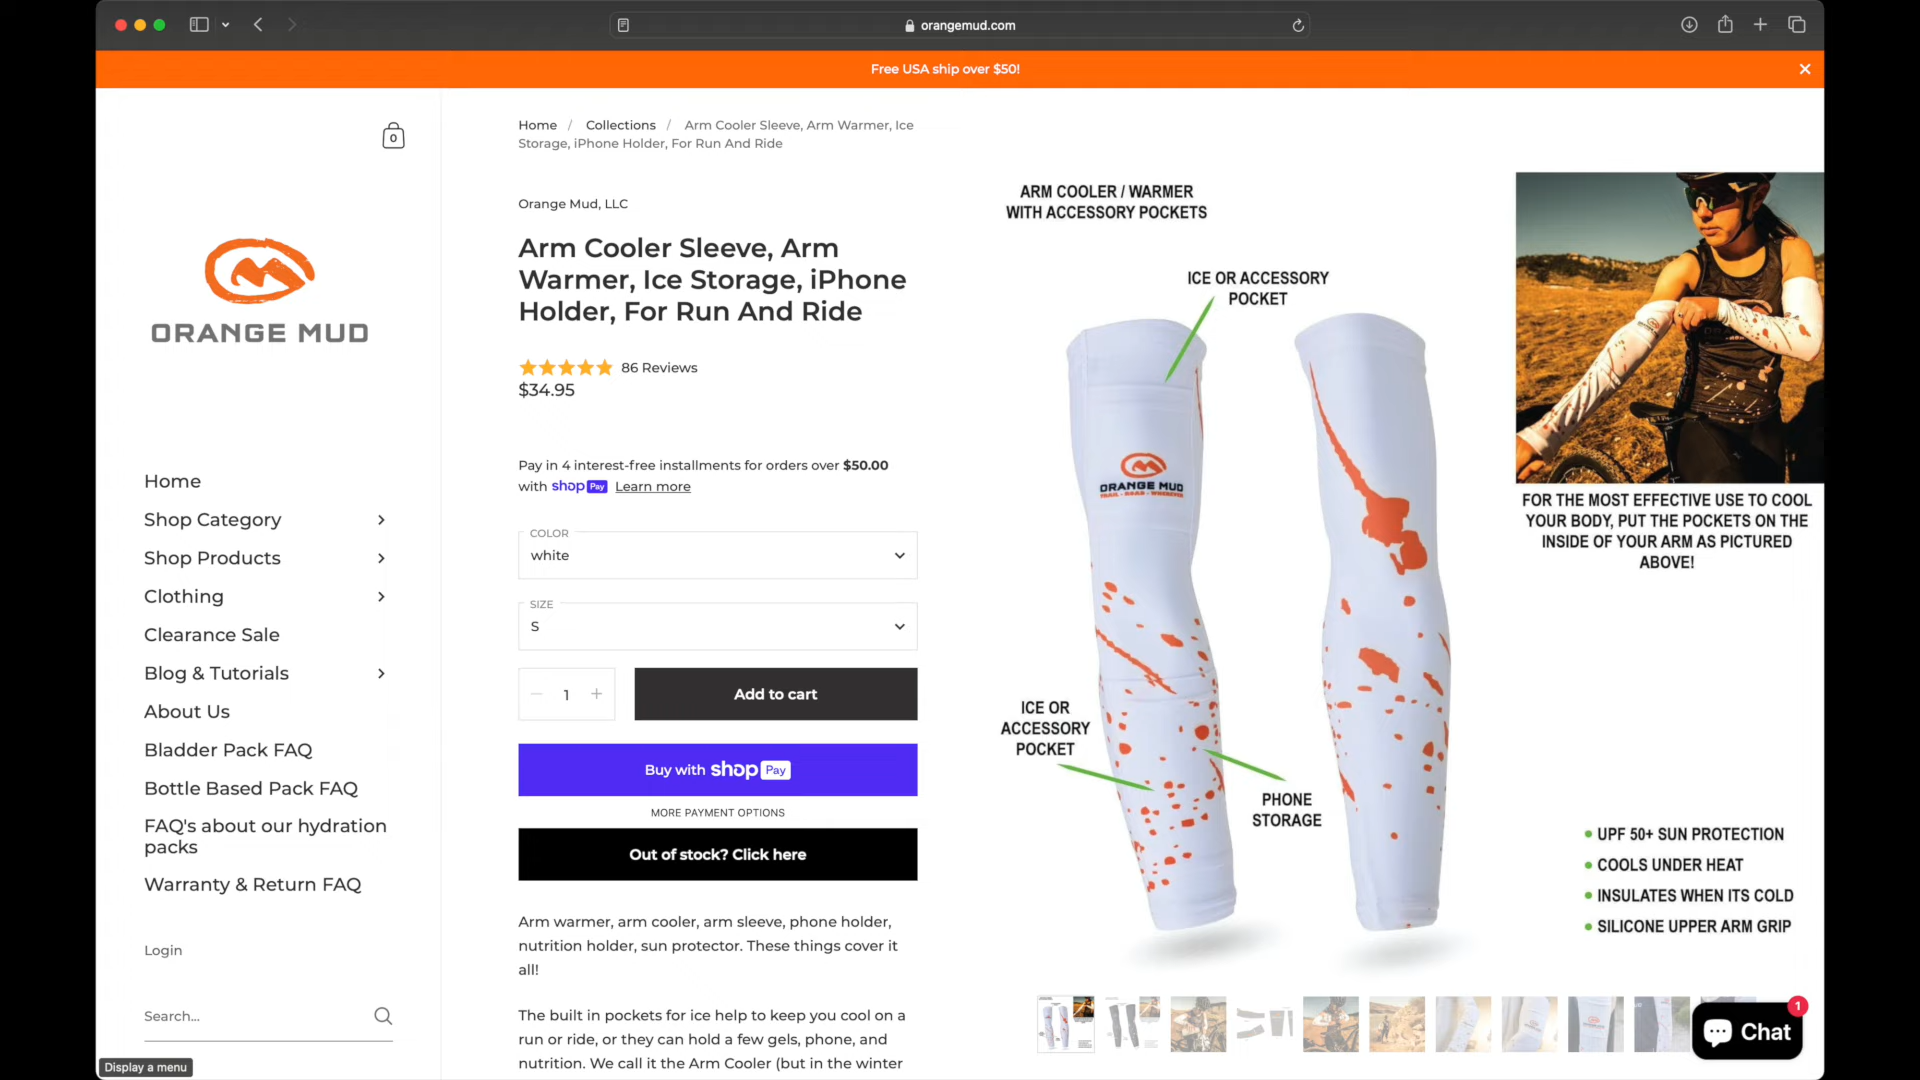 orangemud.com
Free USA ship over $50!
0
ORANGE MUD
Home
Shop Category
Shop Products
Clothing
Clearance Sale
Blog & Tutorials
About Us
Bladder Pack FAQ
Bottle Based Pack FAQ
FAQ's about our hydration
packs
Warranty & Return FAQ
Login
Search...
Display a menu
Home / Collections / Arm Cooler Sleeve, Arm Warmer, Ice
Storage, iPhone Holder, For Run And Ride
Orange Mud, LLC
Arm Cooler Sleeve, Arm
Warmer, Ice Storage, iPhone
Holder, For Run And Ride
86 Reviews
$34.95
Pay in 4 interest-free installments for orders over $50.00
with shop Pay Learn more
COLOR
white
SIZE
S
1
Add to cart
Buy with shop Pay
MORE PAYMENT OPTIONS
Out of stock? Click here
Arm warmer, arm cooler, arm sleeve, phone holder,
nutrition holder, sun protector. These things cover it
all!
The built in pockets for ice help to keep you cool on a
run or ride, or they can hold a few gels, phone, and
nutrition. We call it the Arm Cooler (but in the winter
ARM COOLER / WARMER
WITH ACCESSORY POCKETS
ICE OR ACCESSORY
POCKET
ORANGE MUD
TRAIL - ROAD - WHEREVER
ICE OR
ACCESSORY
POCKET
PHONE
STORAGE
FOR THE MOST EFFECTIVE USE TO COOL
YOUR BODY, PUT THE POCKETS ON THE
INSIDE OF YOUR ARM AS PICTURED
ABOVE!
UPF 50+ SUN PROTECTION
COOLS UNDER HEAT
INSULATES WHEN ITS COLD
SILICONE UPPER ARM GRIP
1
Chat